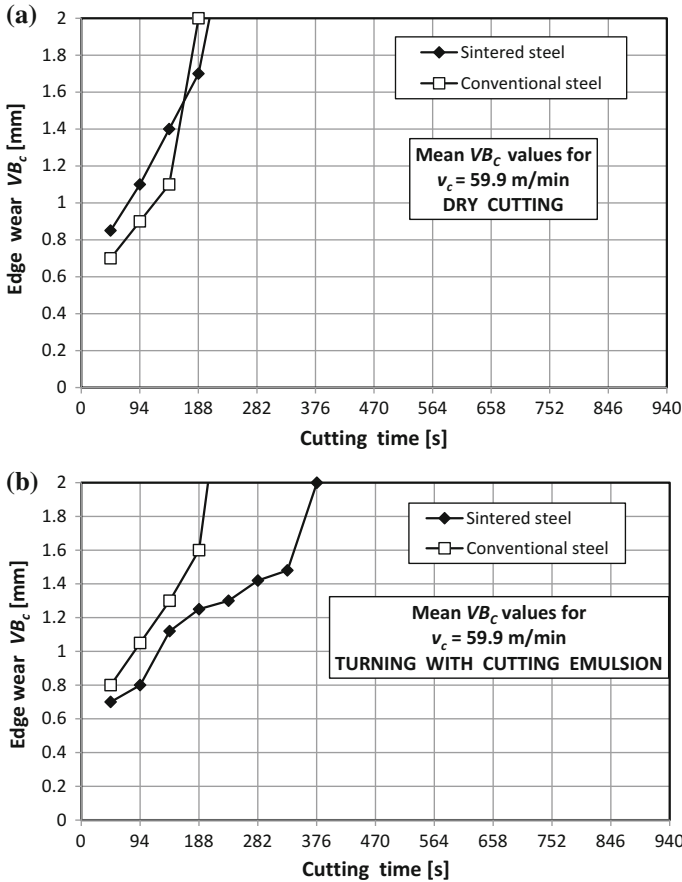 (a)
2
1.8
1.6
1.4
1.2
1
0.8
0.6
0.4
0.2
0
Edge wear VBc [mm]
Sintered steel
Conventional steel
Mean VBC values for
vc = 59.9 m/min
DRY CUTTING
0 94 188 282 376 470 564 658 752 846 940
Cutting time [s]
(b)
2
1.8
1.6
1.4
1.2
1
0.8
0.6
0.4
0.2
0
Edge wear VBc [mm]
Sintered steel
Conventional steel
Mean VBC values for
vc = 59.9 m/min
TURNING WITH CUTTING EMULSION
0 94 188 282 376 470 564 658 752 846 940
Cutting time [s]